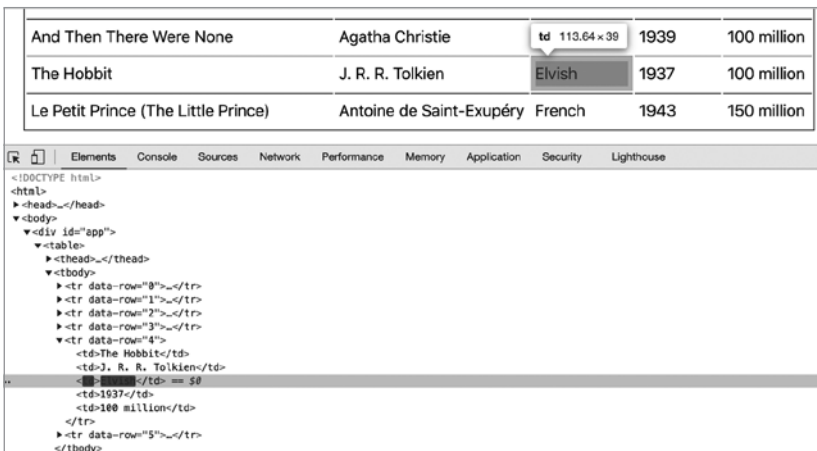 td 113.64 × 39
And Then There Were None Agatha Christie 1939 100 million
The Hobbit J. R. R. Tolkien Elvish 1937 100 million
Le Petit Prince (The Little Prince) Antoine de Saint-Exupéry French 1943 150 million
Elements Console Sources Network Performance Memory Application Security Lighthouse
<!DOCTYPE html>
<html>
▶<head>…</head>
▼<body>
▼<div id="app">
▼<table>
▶<thead>…</thead>
▼<tbody>
▶<tr data-row="0">…</tr>
▶<tr data-row="1">…</tr>
▶<tr data-row="2">…</tr>
▶<tr data-row="3">…</tr>
▼<tr data-row="4">
<td>The Hobbit</td>
<td>J. R. R. Tolkien</td>
<td>Elvish</td> == $0
<td>1937</td>
<td>100 million</td>
</tr>
▶<tr data-row="5">…</tr>
</tbody>